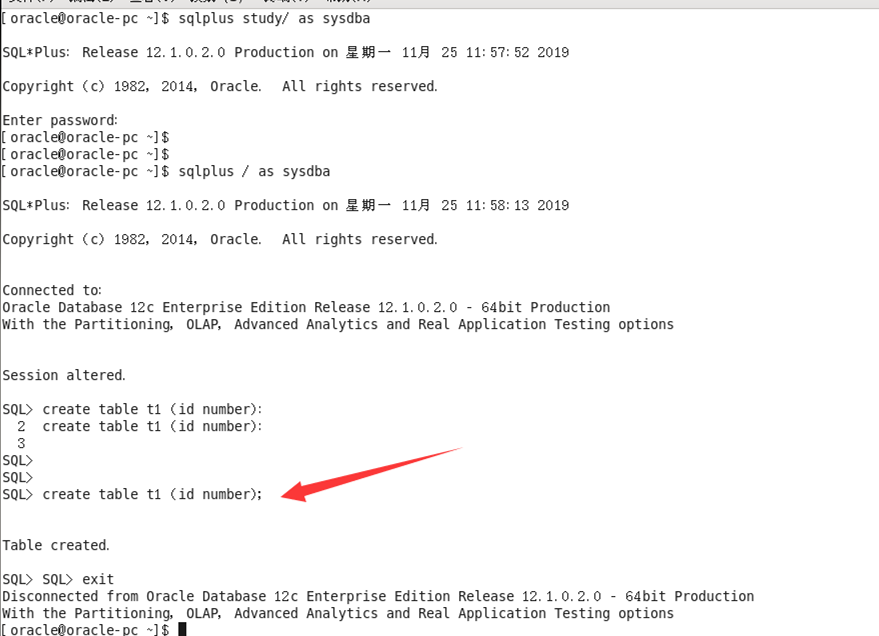 [oracle@oracle-pc ~]$ sqlplus study/ as sysdba
SQL*Plus: Release 12.1.0.2.0 Production on 星期一 11月 25 11:57:52 2019
Copyright (c) 1982, 2014, Oracle.  All rights reserved.
Enter password:
[oracle@oracle-pc ~]$
[oracle@oracle-pc ~]$
[oracle@oracle-pc ~]$ sqlplus / as sysdba
SQL*Plus: Release 12.1.0.2.0 Production on 星期一 11月 25 11:58:13 2019
Copyright (c) 1982, 2014, Oracle.  All rights reserved.
Connected to:
Oracle Database 12c Enterprise Edition Release 12.1.0.2.0 - 64bit Production
With the Partitioning, OLAP, Advanced Analytics and Real Application Testing options
Session altered.
SQL> create table t1 (id number):
  2  create table t1 (id number):
  3
SQL>
SQL>
SQL> create table t1 (id number);
Table created.
SQL> SQL> exit
Disconnected from Oracle Database 12c Enterprise Edition Release 12.1.0.2.0 - 64bit Production
With the Partitioning, OLAP, Advanced Analytics and Real Application Testing options
[oracle@oracle-pc ~]$